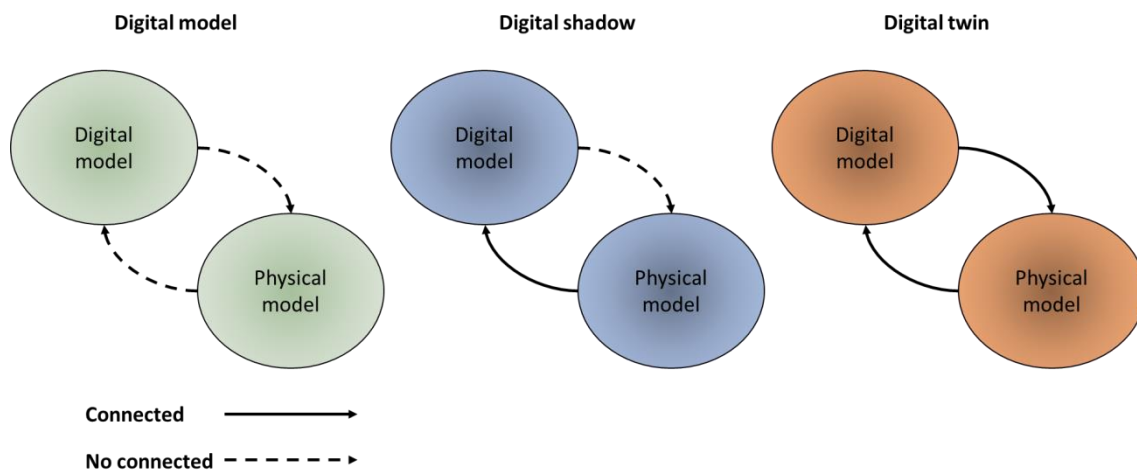 Digital model
Digital shadow
Digital twin
Digital
model
Physical
model
Digital
model
Physical
model
Digital
model
Physical
model
Connected
No connected